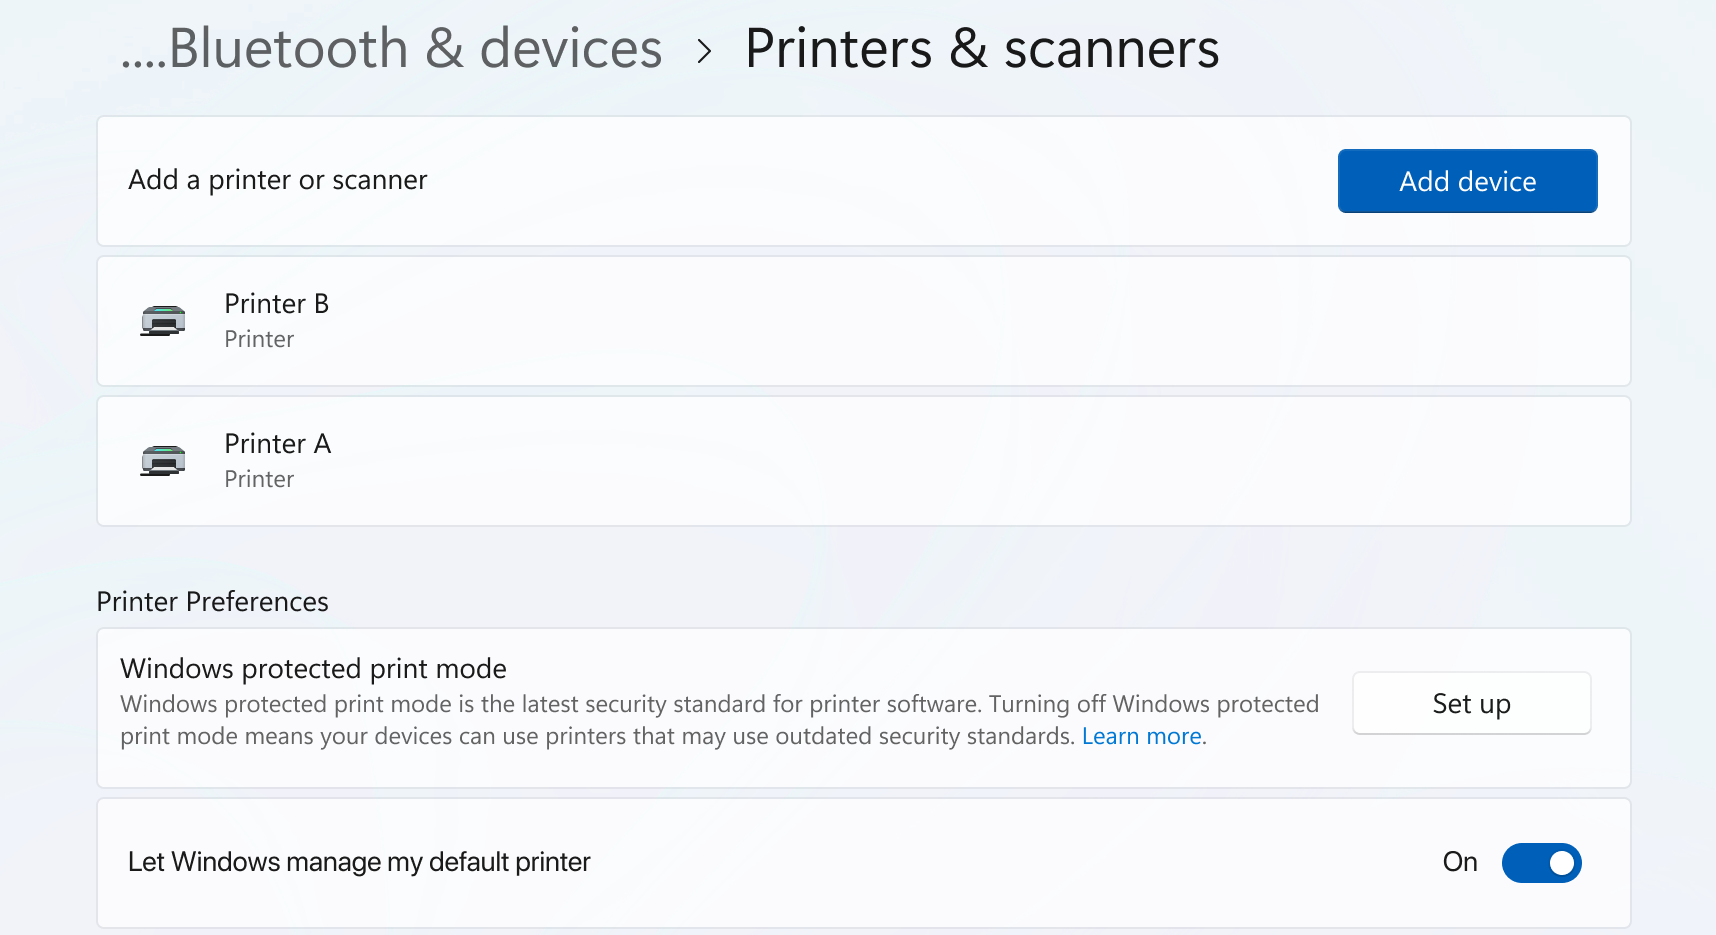 ....Bluetooth & devices > Printers & scanners
Add a printer or scanner
Add device
Printer B
Printer
Printer A
Printer
Printer Preferences
Windows protected print mode
Windows protected print mode is the latest security standard for printer software. Turning off Windows protected
print mode means your devices can use printers that may use outdated security standards. Learn more.
Set up
Let Windows manage my default printer
On